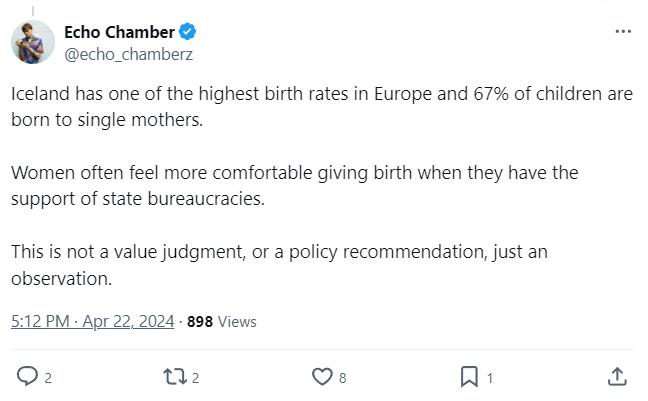 Echo Chamber
@echo_chamberz
Iceland has one of the highest birth rates in Europe and 67% of children are
born to single mothers.
Women often feel more comfortable giving birth when they have the
support of state bureaucracies.
This is not a value judgment, or a policy recommendation, just an
observation.
5:12 PM · Apr 22, 2024 · 898 Views
2 2 8 1